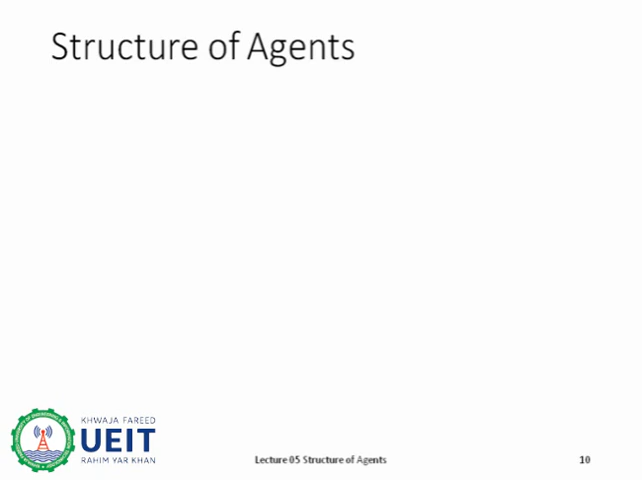 Structure of Agents
KHWAJA FAREED
UEIT
RAHIM YAR KHAN
Lecture 05 Structure of Agents
10